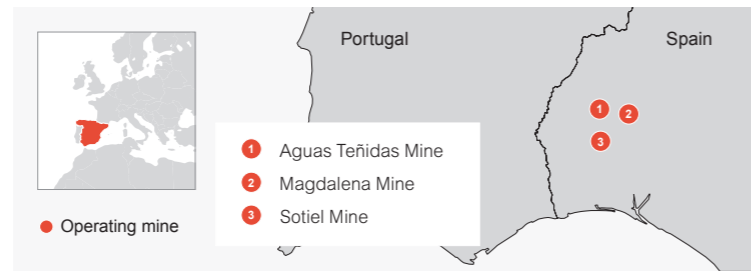 Portugal
Spain
1
2
3
1 Aguas Teñidas Mine
2 Magdalena Mine
3 Sotiel Mine
Operating mine